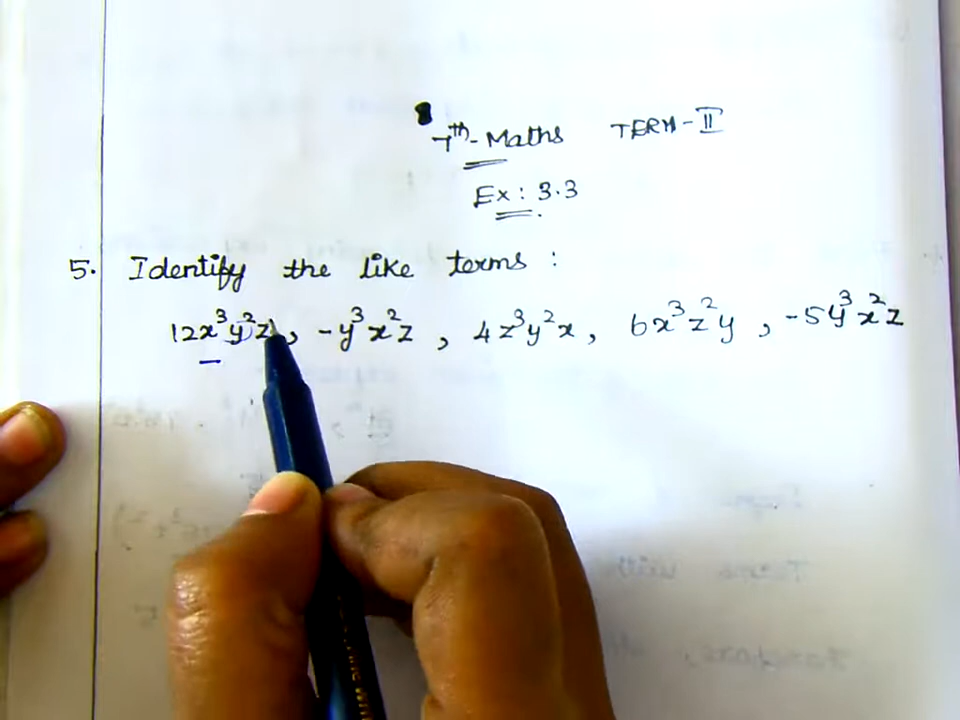 7th - Maths TERM - II
Ex : 3.3
5. Identify the like terms :
12x³y²z, -y³x²z, 4z³y²x, 6x³z²y, -5y³x²z